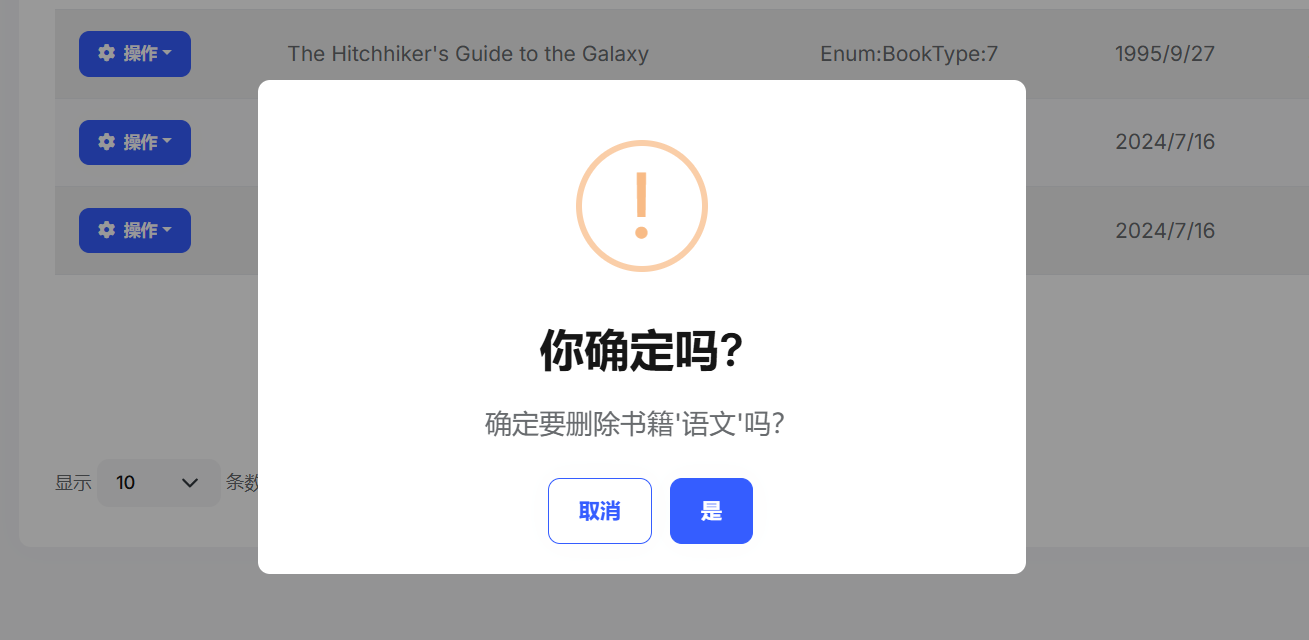 操作 The Hitchhiker's Guide to the Galaxy Enum:BookType:7 1995/9/27
操作 2024/7/16
操作 2024/7/16
!
你确定吗?
确定要删除书籍'语文'吗?
显示 10 条数
取消 是